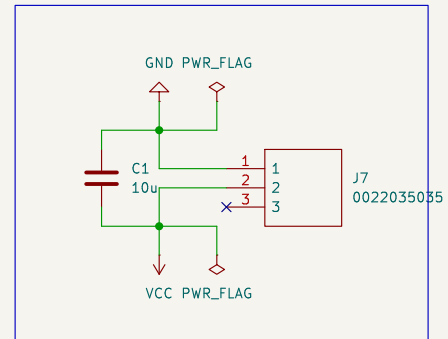 GND PWR_FLAG
C1
10u
1 1
2 2
3 3
J7
0022035035
VCC PWR_FLAG